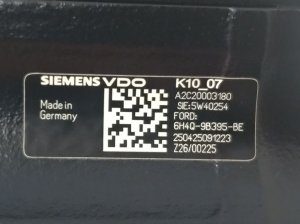 SIEMENS VDO K10_07
Made in
Germany
A2C20003180
SIE:5W40254
FORD:
6H4Q-9B395-BE
250425091223
Z26/00225